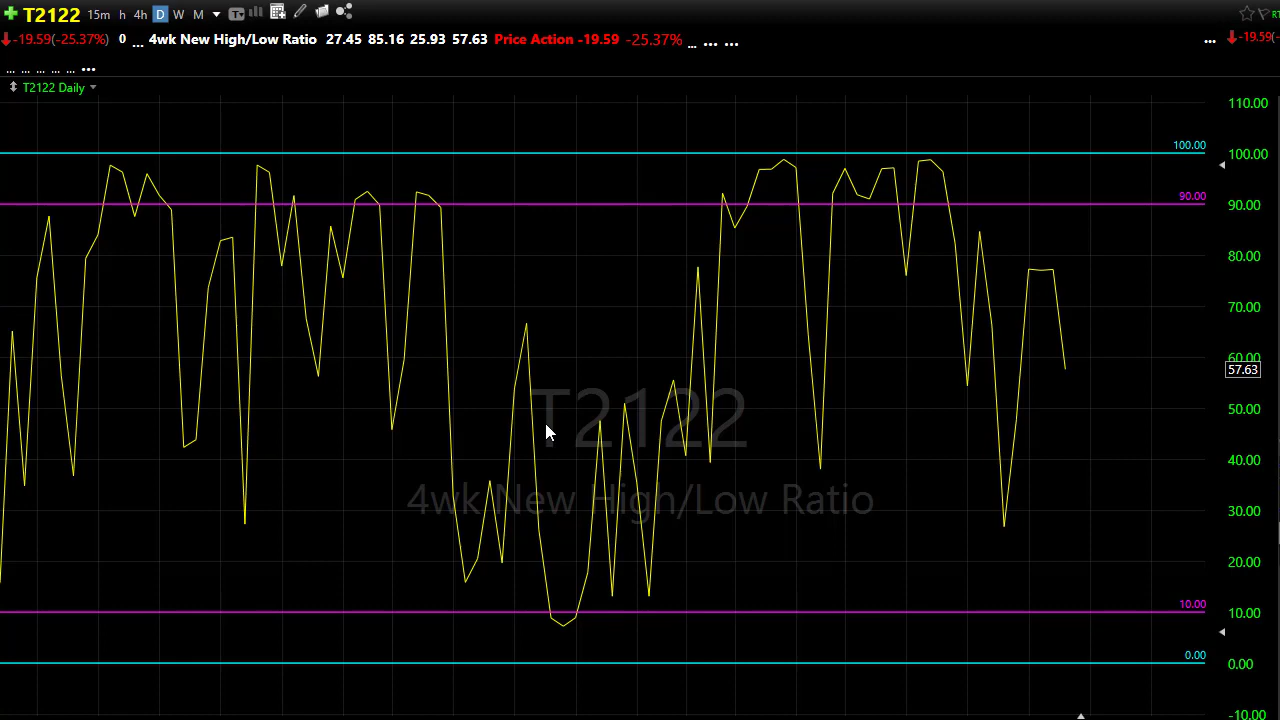 T2122 15m h 4h D W M
-19.59(-25.37%) 0 ... 4wk New High/Low Ratio 27.45 85.16 25.93 57.63 Price Action -19.59 -25.37% ... ... ... ... -19.59(-
... ... ... ... ... ...
T2122 Daily
110.00
100.00 100.00
90.00 90.00
80.00
70.00
60.00
57.63
50.00
T2122
40.00
4wk New High/Low Ratio
30.00
20.00
10.00 10.00
0.00 0.00
-10.00